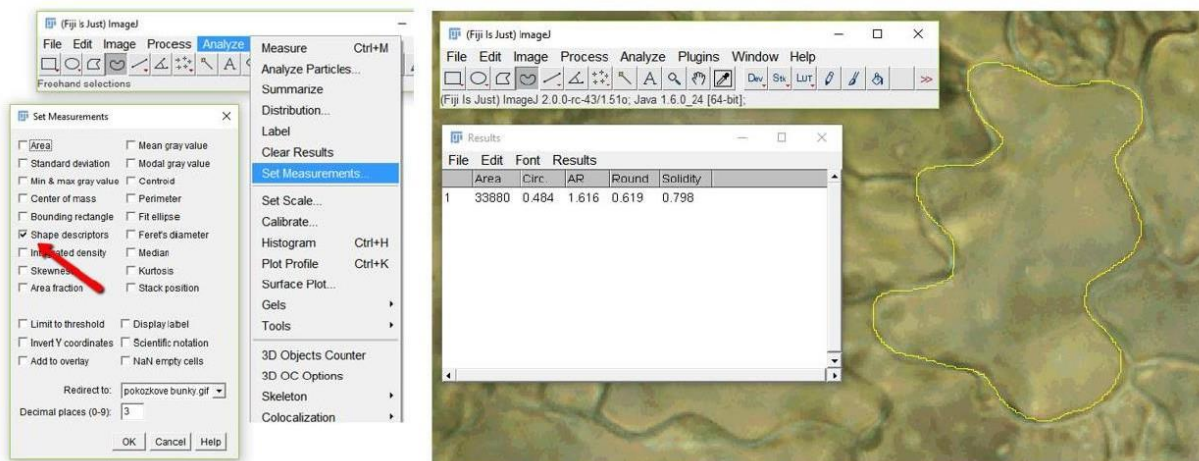 (Fiji Is Just) ImageJ
File Edit Image Process Analyze
Freehand selections
Measure Ctrl+M
Analyze Particles...
Summarize
Distribution...
Label
Clear Results
Set Measurements...
Set Scale...
Calibrate...
Histogram Ctrl+H
Plot Profile Ctrl+K
Surface Plot...
Gels
Tools
3D Objects Counter
3D OC Options
Skeleton
Colocalization
Set Measurements
Area Mean gray value
Standard deviation Modal gray value
Min & max gray value Centroid
Center of mass Perimeter
Bounding rectangle Fit ellipse
Shape descriptors Feret's diameter
density Median
Kurtosis
Area fraction Stack position
Limit to threshold Display label
Invert Y coordinates Scientific notation
Add to overlay NaN empty cells
Redirect to: pokozkove bunky.gif
Decimal places (0-9): 3
OK Cancel Help
(Fiji Is Just) ImageJ
File Edit Image Process Analyze Plugins Window Help
A Dev Stk LUT
(Fiji Is Just) ImageJ 2.0.0-rc-43/1.51o; Java 1.6.0_24 [64-bit];
Results
File Edit Font Results
Area Circ. AR Round Solidity
1 33880 0.484 1.616 0.619 0.798